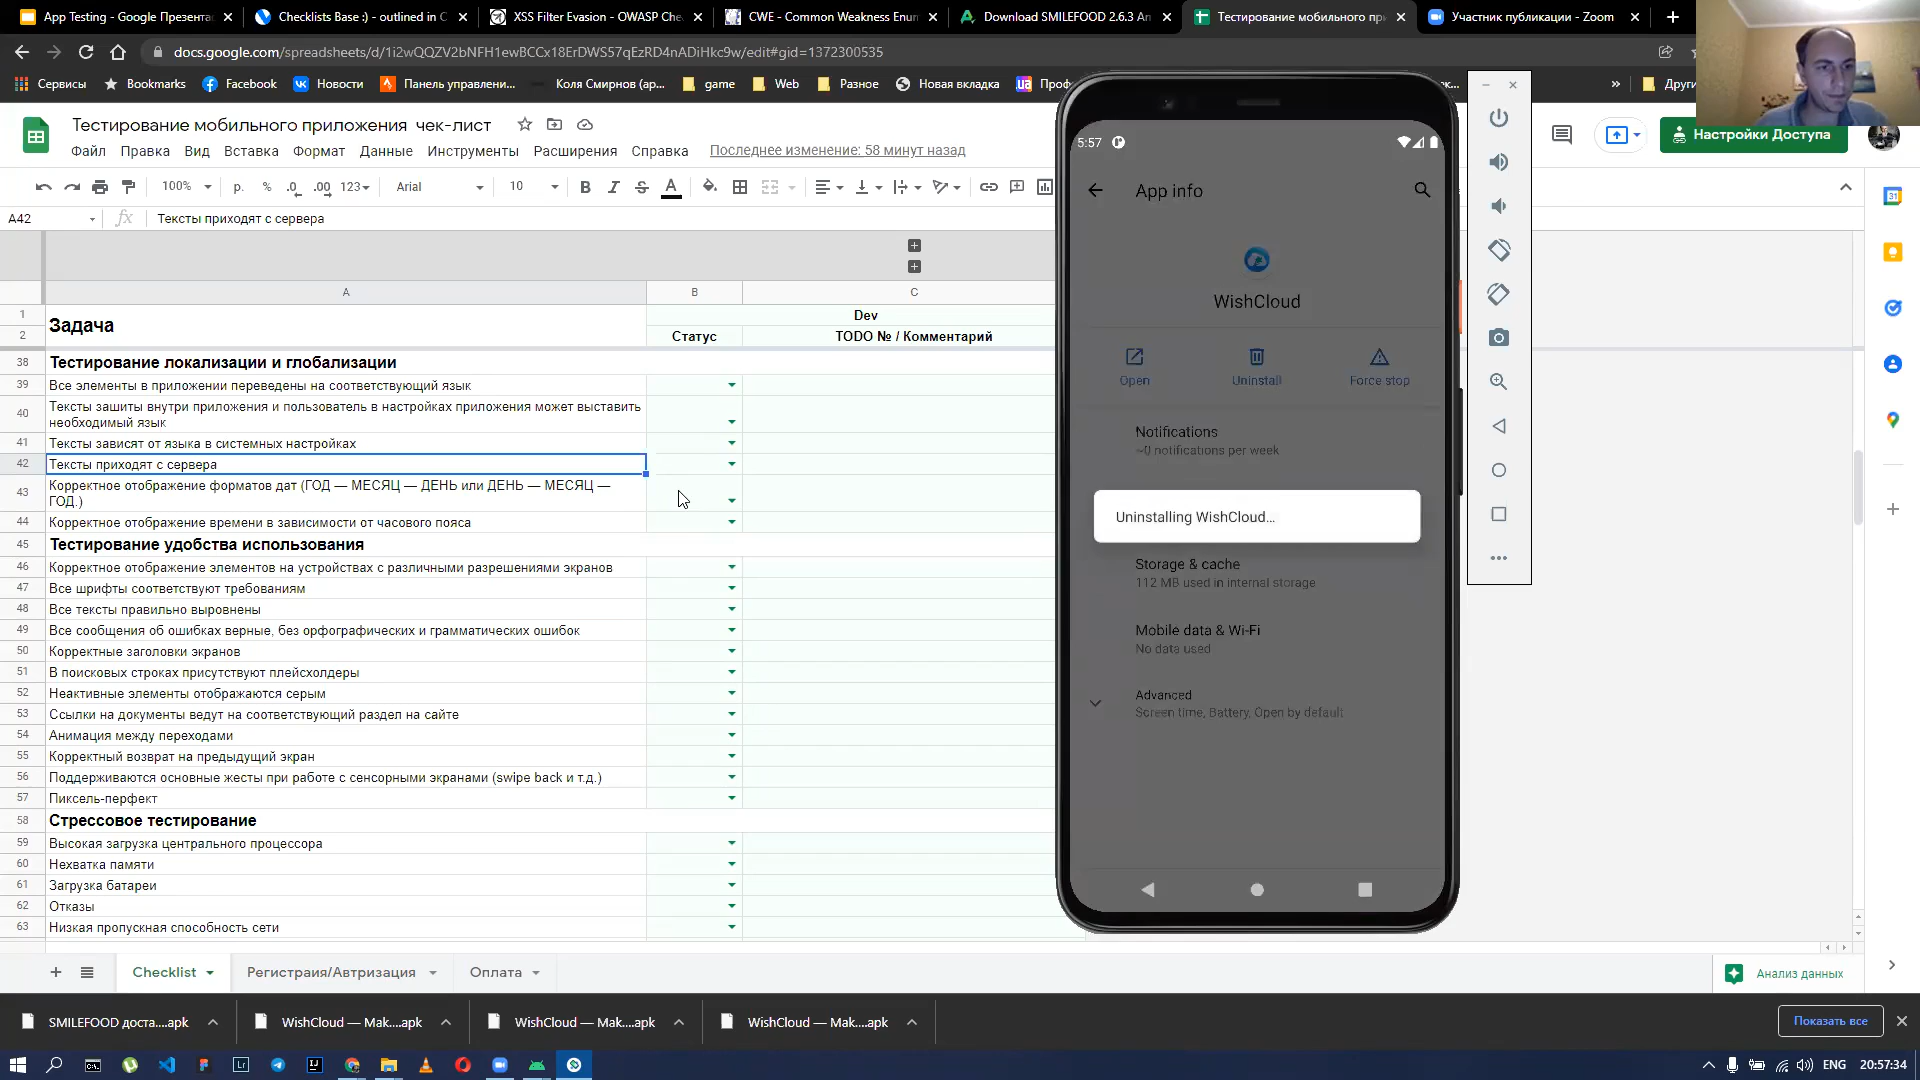 App Testing - Google Презента
Checklists Base :) - outlined in C
XSS Filter Evasion - OWASP Che
CWE - Common Weakness Enum
Download SMILEFOOD 2.6.3 An
Тестирование мобильного пр
Участник публикации - Zoom
docs.google.com/spreadsheets/d/1i2wQQZV2bNFH1ewBCCx18ErDWS57qEzRD4nADiHkc9w/edit#gid=1372300535
Сервисы
Bookmarks
Facebook
Новости
Панель управлени...
Коля Смирнов (ар...
game
Web
Разное
Новая вкладка
Проф
»
Други
Тестирование мобильного приложения чек-лист
Файл Правка Вид Вставка Формат Данные Инструменты Расширения Справка
Последнее изменение: 58 минут назад
Настройки Доступа
100% р. % .0 .00 123 Arial 10 B I S A
A42 fx Тексты приходят с сервера
A B C
1 Задача Dev
2 Статус TODO № / Комментарий
38 Тестирование локализации и глобализации
39 Все элементы в приложении переведены на соответствующий язык
40 Тексты зашиты внутри приложения и пользователь в настройках приложения может выставить
необходимый язык
41 Тексты зависят от языка в системных настройках
42 Тексты приходят с сервера
43 Корректное отображение форматов дат (ГОД — МЕСЯЦ — ДЕНЬ или ДЕНЬ — МЕСЯЦ —
ГОД.)
44 Корректное отображение времени в зависимости от часового пояса
45 Тестирование удобства использования
46 Корректное отображение элементов на устройствах с различными разрешениями экранов
47 Все шрифты соответствуют требованиям
48 Все тексты правильно выровнены
49 Все сообщения об ошибках верные, без орфографических и грамматических ошибок
50 Корректные заголовки экранов
51 В поисковых строках присутствуют плейсхолдеры
52 Неактивные элементы отображаются серым
53 Ссылки на документы ведут на соответствующий раздел на сайте
54 Анимация между переходами
55 Корректный возврат на предыдущий экран
56 Поддерживаются основные жесты при работе с сенсорными экранами (swipe back и т.д.)
57 Пиксель-перфект
58 Стрессовое тестирование
59 Высокая загрузка центрального процессора
60 Нехватка памяти
61 Загрузка батареи
62 Отказы
63 Низкая пропускная способность сети
5:57
App info
WishCloud
Open Uninstall Force stop
Notifications
~0 notifications per week
Uninstalling WishCloud...
Storage & cache
112 MB used in internal storage
Mobile data & Wi-Fi
No data used
Advanced
Screen time, Battery, Open by default
Checklist
Регистраия/Автризация
Оплата
Анализ данных
SMILEFOOD доста....apk
WishCloud — Mak....apk
WishCloud — Mak....apk
WishCloud — Mak....apk
Показать все
ENG 20:57:34